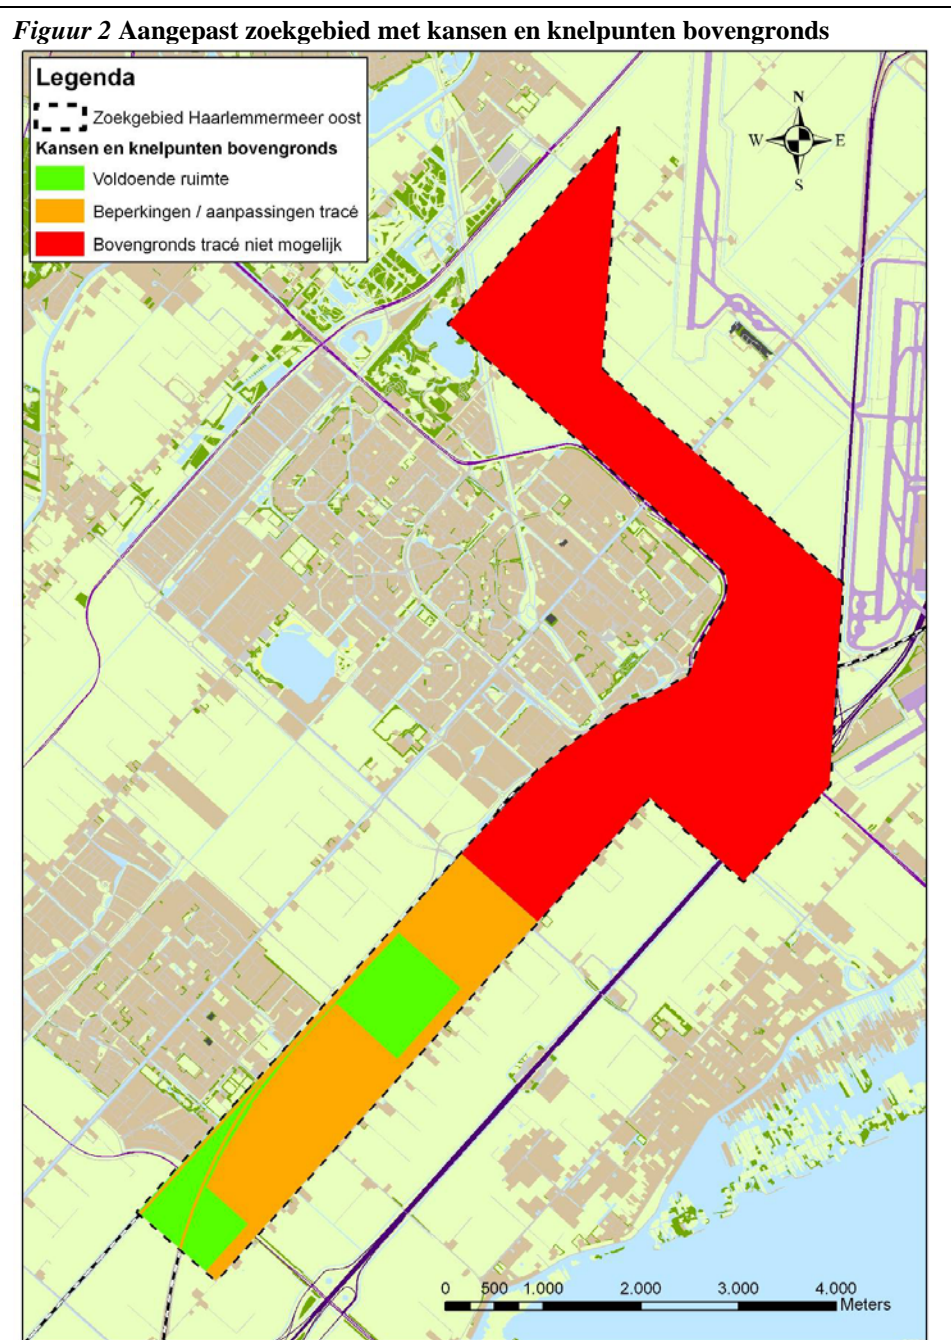 Figuur 2 Aangepast zoekgebied met kansen en knelpunten bovengronds
Legenda
Zoekgebied Haarlemmermeer oost
Kansen en knelpunten bovengronds
Voldoende ruimte
Beperkingen / aanpassingen tracé
Bovengronds tracé niet mogelijk
N
W E
S
0 500 1.000 2.000 3.000 4.000
Meters